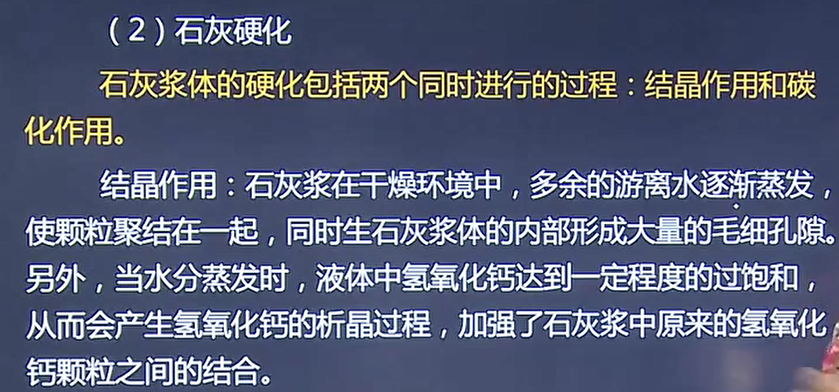 （2）石灰硬化
石灰浆体的硬化包括两个同时进行的过程：结晶作用和碳
化作用。
结晶作用：石灰浆在干燥环境中，多余的游离水逐渐蒸发，
使颗粒聚结在一起，同时生石灰浆体的内部形成大量的毛细孔隙。
另外，当水分蒸发时，液体中氢氧化钙达到一定程度的过饱和，
从而会产生氢氧化钙的析晶过程，加强了石灰浆中原来的氢氧化
钙颗粒之间的结合。